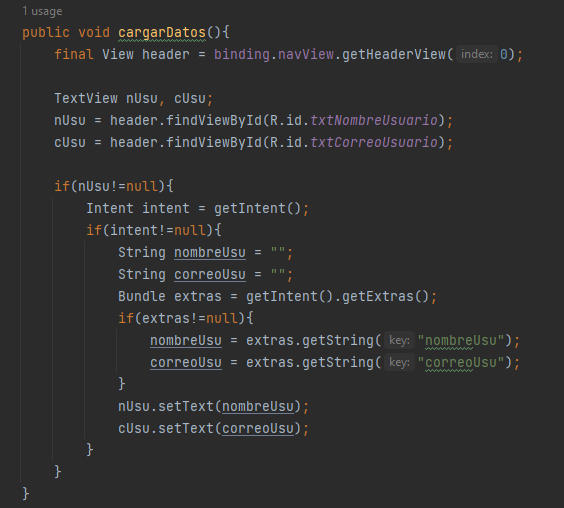 1 usage
public void cargarDatos(){
    final View header = binding.navView.getHeaderView( index: 0);

    TextView nUsu, cUsu;
    nUsu = header.findViewById(R.id.txtNombreUsuario);
    cUsu = header.findViewById(R.id.txtCorreoUsuario);

    if(nUsu!=null){
        Intent intent = getIntent();
        if(intent!=null){
            String nombreUsu = "";
            String correoUsu = "";
            Bundle extras = getIntent().getExtras();
            if(extras!=null){
                nombreUsu = extras.getString( key: "nombreUsu");
                correoUsu = extras.getString( key: "correoUsu");
            }
            nUsu.setText(nombreUsu);
            cUsu.setText(correoUsu);
        }
    }
}